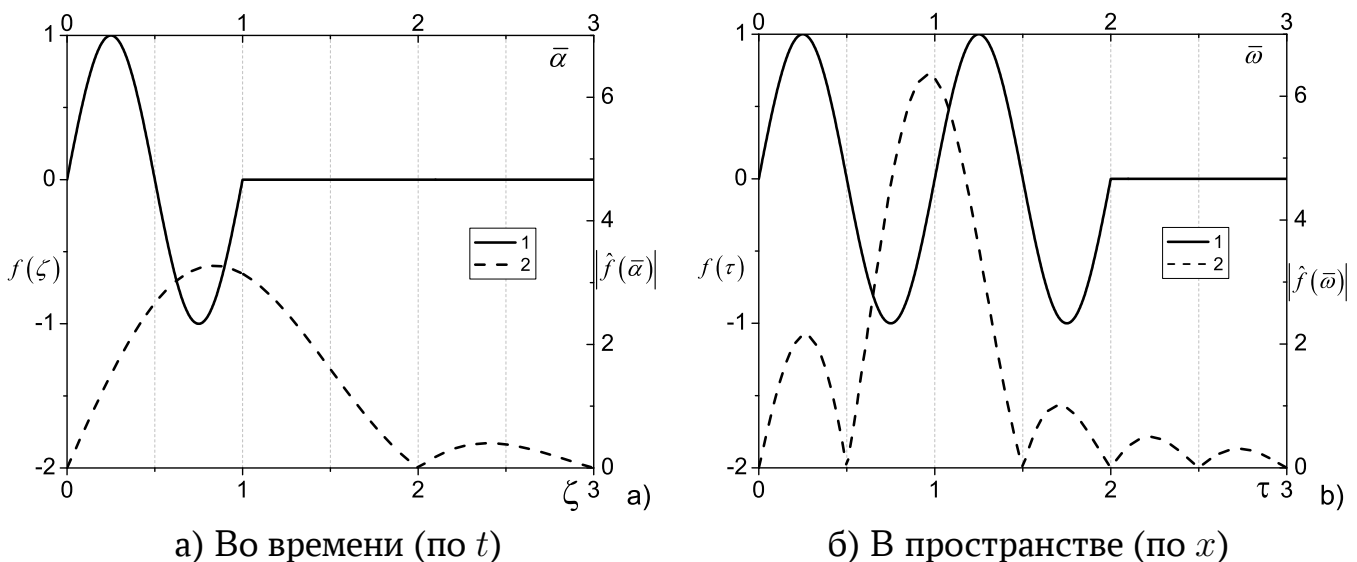 0 1 2 3
1
0
-1
-2
f(ζ)
ᾱ
6
4
2
0
|f̂(ᾱ)|
1
2
0 1 2 3
ζ
a)
а) Во времени (по t)
0 1 2 3
1
0
-1
-2
f(τ)
ω̄
6
4
2
0
|f̂(ω̄)|
1
2
0 1 2 3
τ
b)
б) В пространстве (по x)